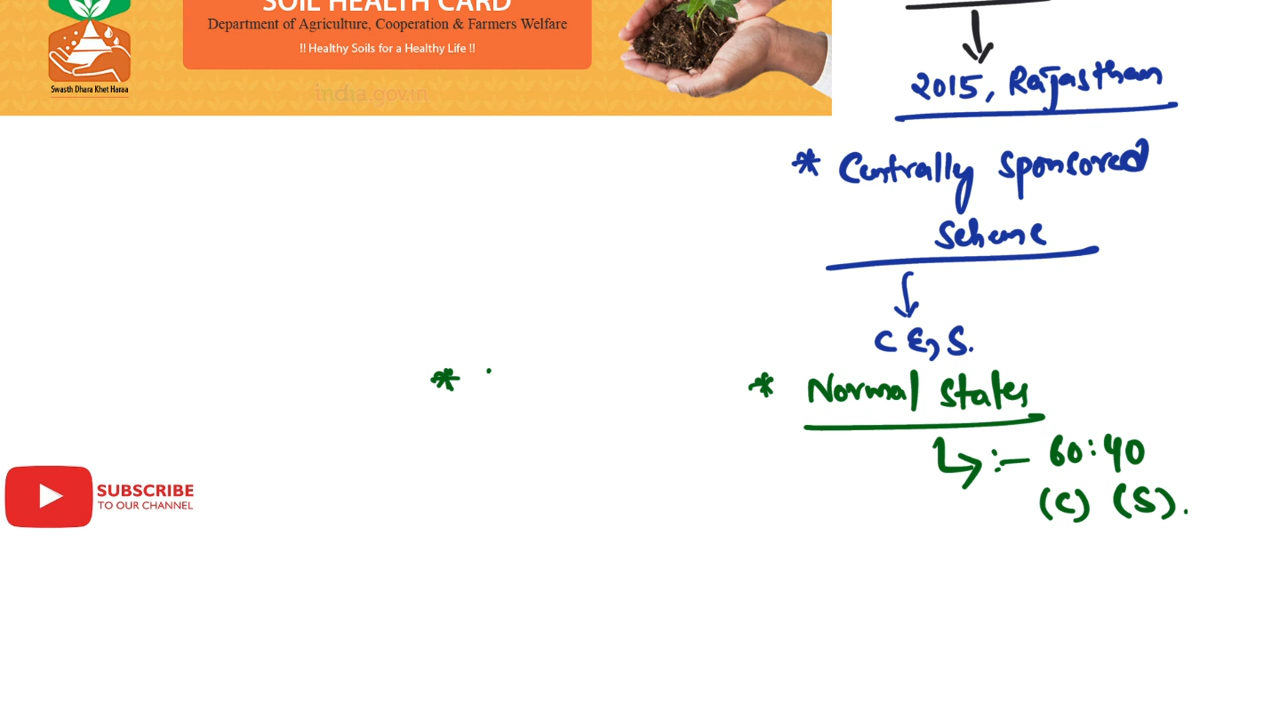 SOIL HEALTH CARD
Department of Agriculture, Cooperation & Farmers Welfare
!! Healthy Soils for a Healthy Life !!
Swasth Dhara Khet Haraa
india.gov.in
2015, Rajasthan
* Centrally Sponsored
Scheme
C &, S.
*
* Normal States
:- 60:40
(C) (S).
SUBSCRIBE
TO OUR CHANNEL